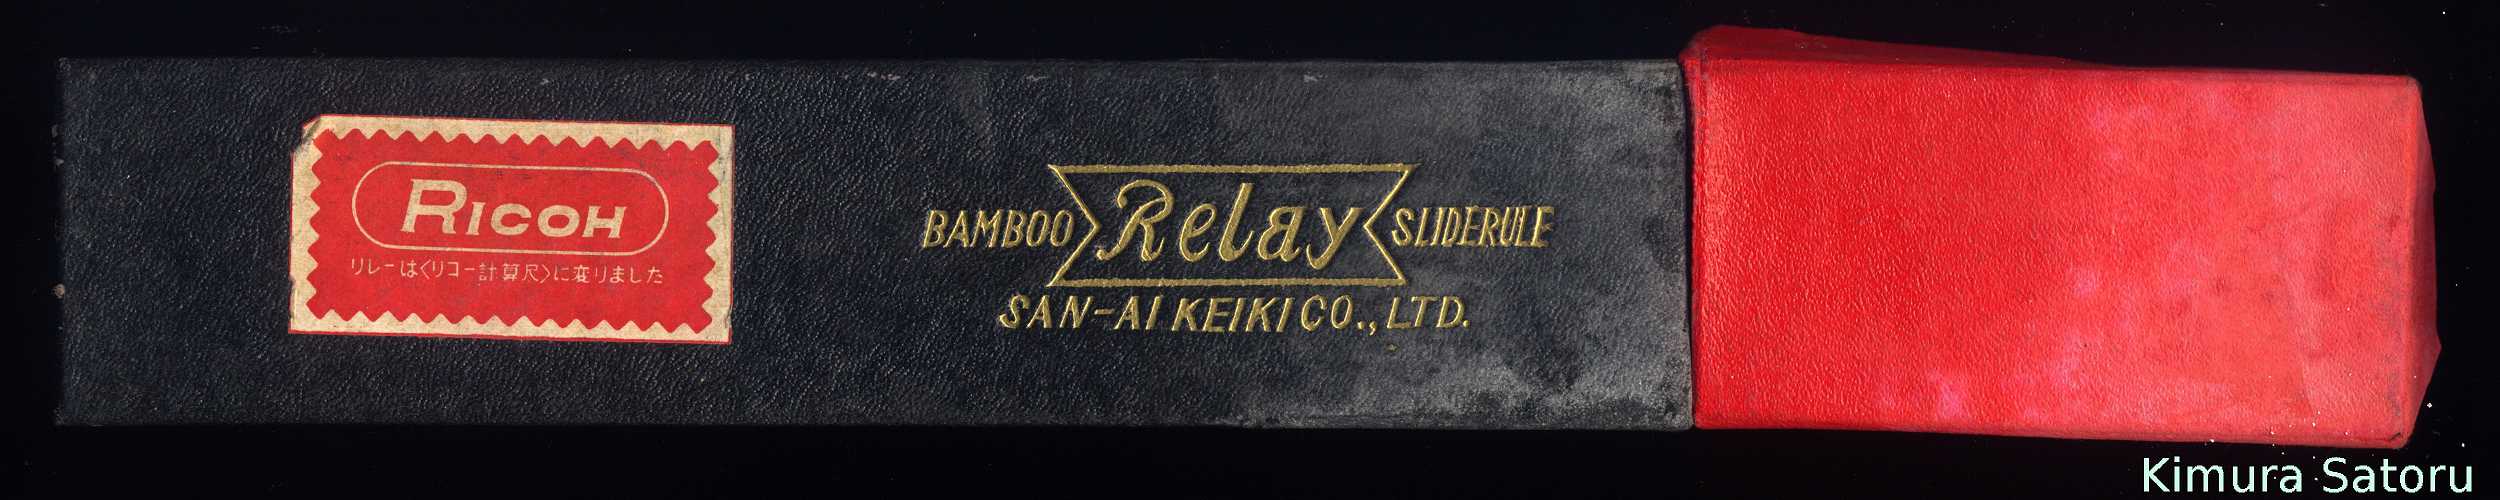 RICOH
リレーは〈リコー計算尺〉に変りました
BAMBOO Relay SLIDERULE
SAN-AI KEIKI CO., LTD.
Kimura Satoru